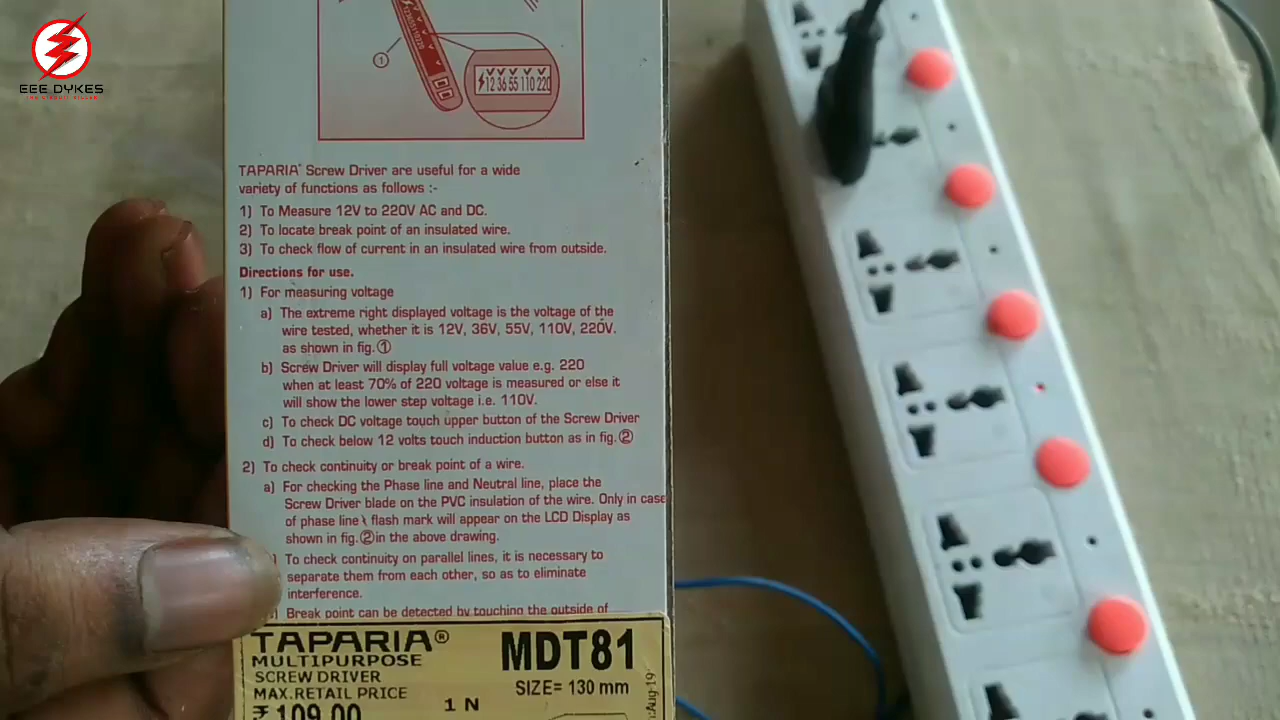 EEE DYKES
1
12 36 55 110 220
TAPARIA® Screw Driver are useful for a wide
variety of functions as follows :-
1) To Measure 12V to 220V AC and DC.
2) To locate break point of an insulated wire.
3) To check flow of current in an insulated wire from outside.
Directions for use.
1) For measuring voltage
a) The extreme right displayed voltage is the voltage of the
wire tested, whether it is 12V, 36V, 55V, 110V, 220V.
as shown in fig.①
b) Screw Driver will display full voltage value e.g. 220
when at least 70% of 220 voltage is measured or else it
will show the lower step voltage i.e. 110V.
c) To check DC voltage touch upper button of the Screw Driver
d) To check below 12 volts touch induction button as in fig.②
2) To check continuity or break point of a wire.
a) For checking the Phase line and Neutral line, place the
Screw Driver blade on the PVC insulation of the wire. Only in case
of phase line flash mark will appear on the LCD Display as
shown in fig.② in the above drawing.
) To check continuity on parallel lines, it is necessary to
separate them from each other, so as to eliminate
interference.
) Break point can be detected by touching the outside of
TAPARIA®
MULTIPURPOSE
SCREW DRIVER
MAX.RETAIL PRICE
₹ 109.00
1 N
MDT81
SIZE= 130 mm
Aug-19